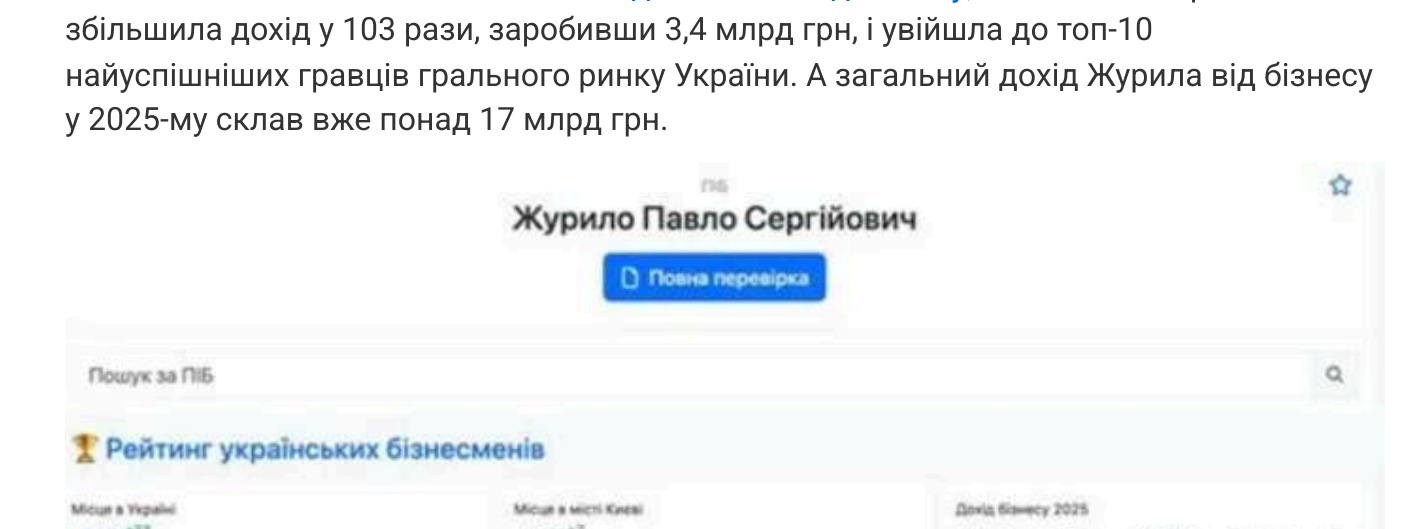 збільшила дохід у 103 рази, заробивши 3,4 млрд грн, і увійшла до топ-10
найуспішніших гравців грального ринку України. А загальний дохід Журила від бізнесу
у 2025-му склав вже понад 17 млрд грн.
ПІБ
Журило Павло Сергійович
Повна перевірка
Пошук за ПІБ
Рейтинг українських бізнесменів
Місце в Україні
Місце в місті Києві
Дохід бізнесу 2025